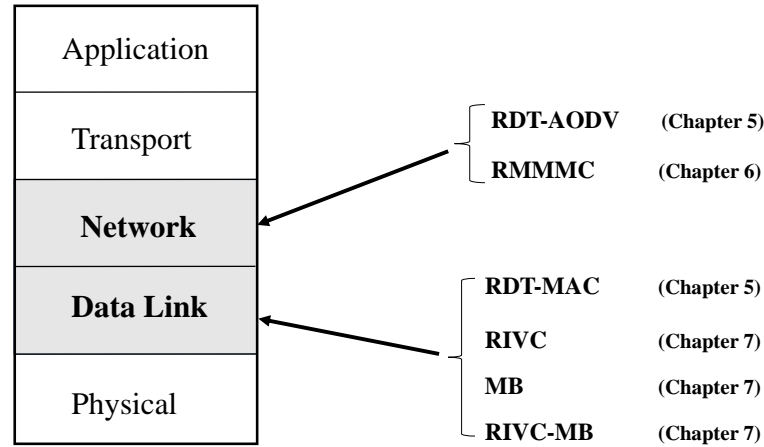 Application
Transport
Network
Data Link
Physical
RDT-AODV (Chapter 5)
RMMMC (Chapter 6)
RDT-MAC (Chapter 5)
RIVC (Chapter 7)
MB (Chapter 7)
RIVC-MB (Chapter 7)